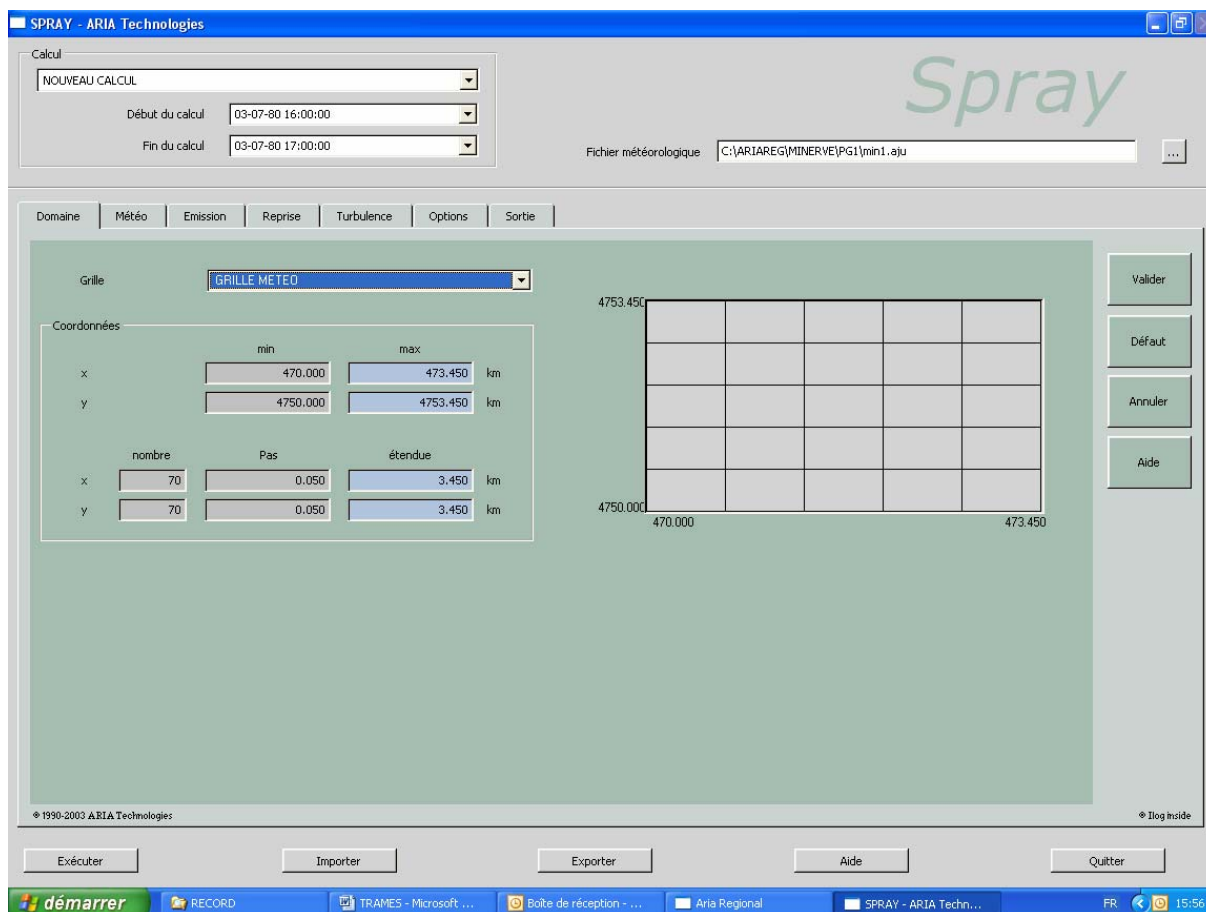 SPRAY - ARIA Technologies
Calcul
NOUVEAU CALCUL
Début du calcul 03-07-80 16:00:00
Fin du calcul 03-07-80 17:00:00
Spray
Fichier météorologique C:\ARIAREG\MINERVE\PG1\min1.aju ...
Domaine Météo Emission Reprise Turbulence Options Sortie
Grille GRILLE METEO
Coordonnées
min max
x 470.000 473.450 km
y 4750.000 4753.450 km
nombre Pas étendue
x 70 0.050 3.450 km
y 70 0.050 3.450 km
4753.450
4750.000
470.000 473.450
Valider
Défaut
Annuler
Aide
© 1990-2003 ARIA Technologies © Ilog inside
Exécuter Importer Exporter Aide Quitter
démarrer RECORD TRAMES - Microsoft ... Boîte de réception - ... Aria Regional SPRAY - ARIA Techn... FR 15:56